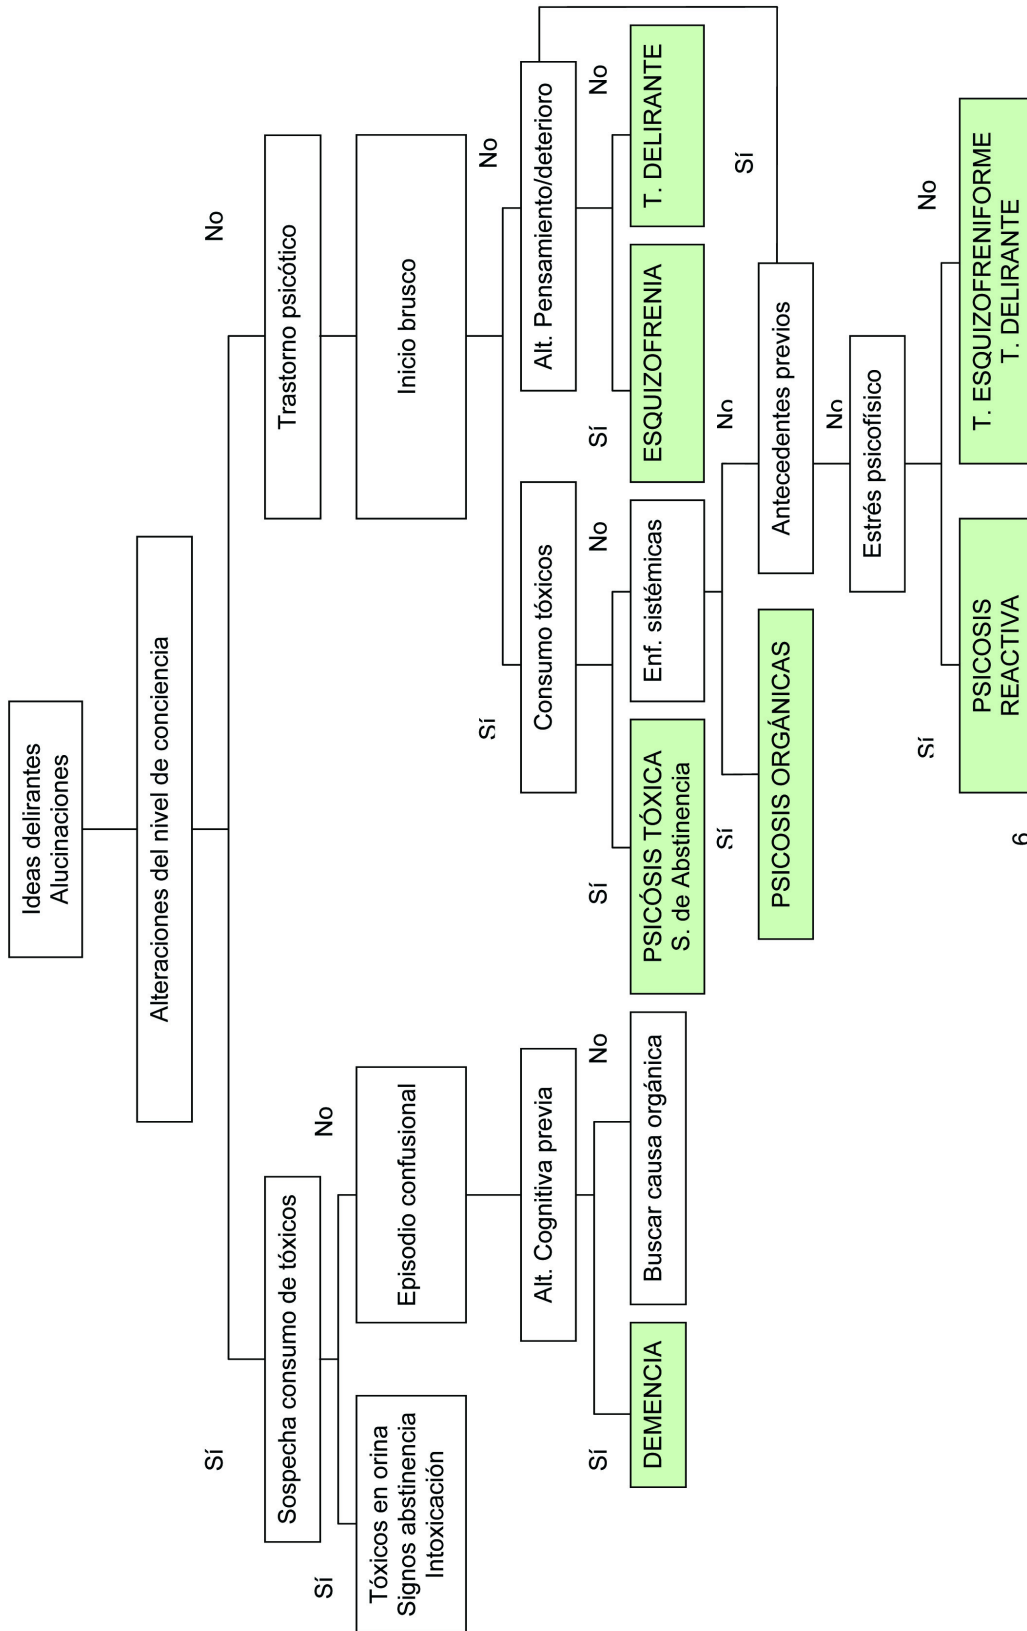 Ideas delirantes
Alucinaciones
Alteraciones del nivel de conciencia
Sí
No
Sospecha consumo de tóxicos
Trastorno psicótico
Sí
No
Tóxicos en orina
Signos abstinencia
Intoxicación
Episodio confusional
Inicio brusco
Sí
No
Alt. Cognitiva previa
Consumo tóxicos
Alt. Pensamiento/deterioro
Sí
No
Sí
No
Sí
No
DEMENCIA
Buscar causa orgánica
PSICÓSIS TÓXICA
S. de Abstinencia
Enf. sistémicas
ESQUIZOFRENIA
T. DELIRANTE
Sí
No
Sí
PSICOSIS ORGÁNICAS
Antecedentes previos
No
Estrés psicofísico
Sí
No
PSICOSIS
REACTIVA
T. ESQUIZOFRENIFORME
T. DELIRANTE